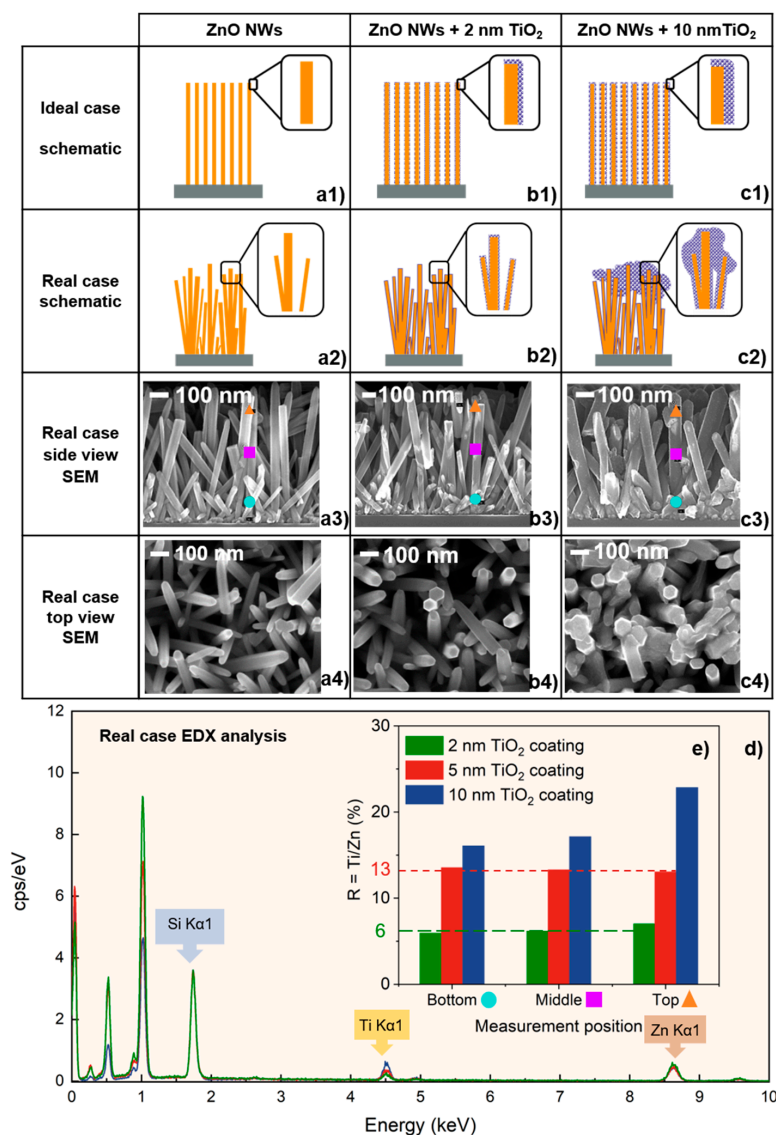 ZnO NWs
ZnO NWs + 2 nm TiO₂
ZnO NWs + 10 nmTiO₂
Ideal case
schematic
a1)
b1)
c1)
Real case
schematic
a2)
b2)
c2)
Real case
side view
SEM
100 nm
a3)
100 nm
b3)
100 nm
c3)
Real case
top view
SEM
100 nm
a4)
100 nm
b4)
100 nm
c4)
12
10
8
6
4
2
0
cps/eV
Real case EDX analysis
e)
d)
2 nm TiO₂ coating
5 nm TiO₂ coating
10 nm TiO₂ coating
30
20
13
10
6
0
R = Ti/Zn (%)
Bottom
Middle
Top
Measurement position
Si Kα1
Ti Kα1
Zn Kα1
0
1
2
3
4
5
6
7
8
9
10
Energy (keV)